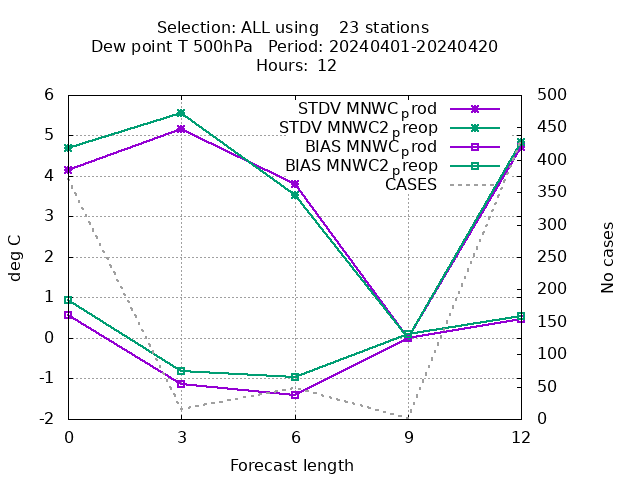 Selection: ALL using    23 stations
Dew point T 500hPa   Period: 20240401-20240420
Hours: 12
STDV MNWC_prod
STDV MNWC2_preop
BIAS MNWC_prod
BIAS MNWC2_preop
CASES
deg C
6
5
4
3
2
1
0
-1
-2
500
450
400
350
300
250
200
150
100
50
0
No cases
0 3 6 9 12
Forecast length